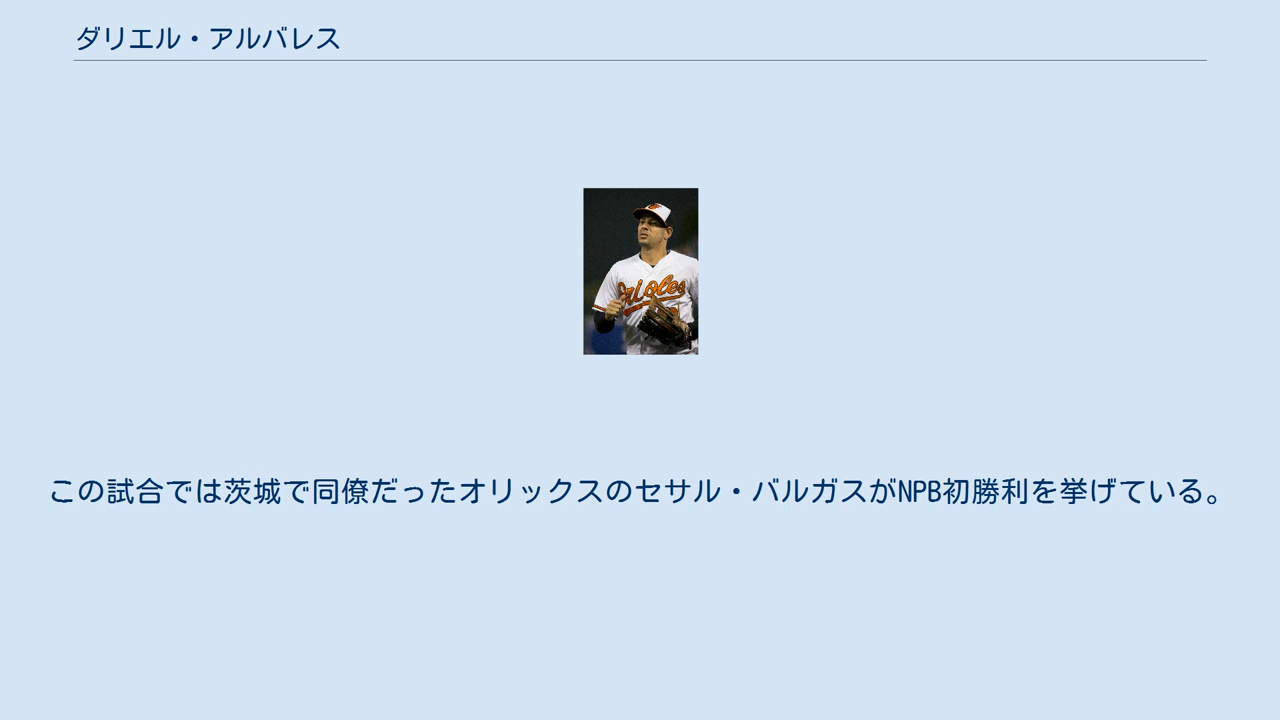 ダリエル・アルバレス
Orioles
この試合では茨城で同僚だったオリックスのセサル・バルガスがNPB初勝利を挙げている。